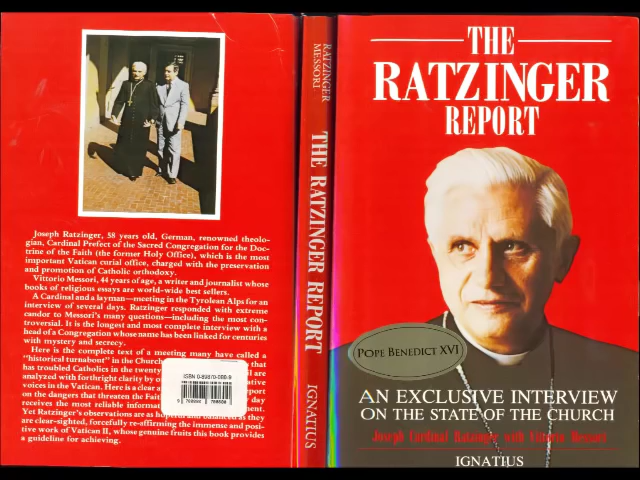 Joseph Ratzinger, 58 years old, German, renowned theolo-
gian, Cardinal Prefect of the Sacred Congregation for the Doc-
trine of the Faith (the former Holy Office), which is the most
important Vatican curial office, charged with the preservation
and promotion of Catholic orthodoxy.
Vittorio Messori, 44 years of age, a writer and journalist whose
books of religious essays are world-wide best sellers.
A Cardinal and a layman—meeting in the Tyrolean Alps for an
interview of several days. Ratzinger responded with extreme
candor to Messori's many questions—including the most con-
troversial. It is the longest and most complete interview with a
head of a Congregation whose name has been linked for centuries
with mystery and secrecy.
Here is the complete text of a meeting many have called a
"historical turnabout" in the Church
that
has troubled Catholics in the twenty
are
analyzed with forthright clarity by o
ative
voices in the Vatican. Here is a clear
port
on the dangers that threaten the Faith
day
receives the most reliable informat
ment.
Yet Ratzinger's observations are as
as they
are clear-sighted, forcefully re-affirming the immense and posi-
tive work of Vatican II, whose genuine fruits this book provides
a guideline for achieving.
RATZINGER
MESSORI
THE RATZINGER REPORT
IGNATIUS
THE
RATZINGER
REPORT
POPE BENEDICT XVI
AN EXCLUSIVE INTERVIEW
ON THE STATE OF THE CHURCH
Joseph Cardinal Ratzinger with Vittorio Messori
IGNATIUS